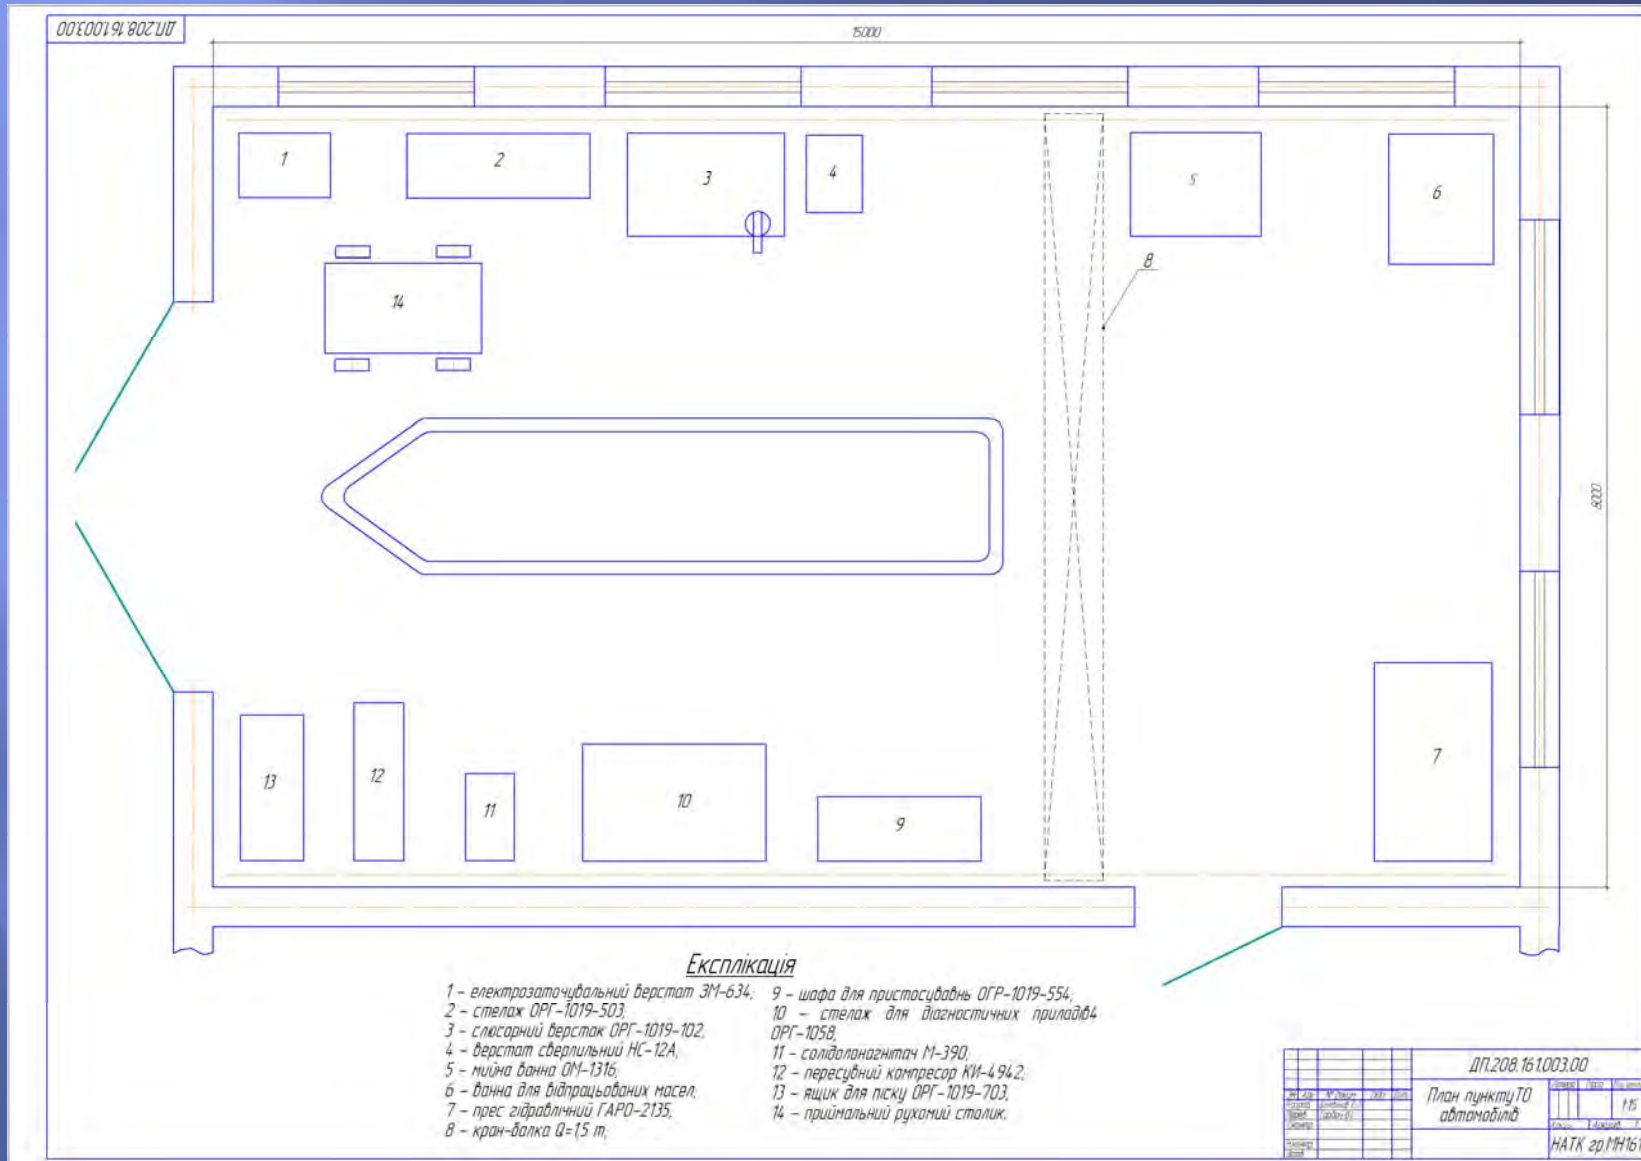 ДП.208.161.003.00
15000
1
2
3
4
5
6
8
14
8000
7
13
12
11
10
9
Експлікація
1 - електрозаточувальний верстат ЗМ-634;
2 - стелаж ОРГ-1019-503;
3 - слюсарний верстак ОРГ-1019-102;
4 - верстат сверлильний НС-12А;
5 - мийна ванна ОМ-1316;
6 - ванна для відпрацьованих масел;
7 - прес гідравлічний ГАРО-2135;
8 - кран-балка Q=1,5 т;
9 - шафа для пристосувань ОГР-1019-554;
10 - стелаж для діагностичних приладів4
ОРГ-1058;
11 - солідолонагнітач М-390;
12 - пересувний компресор КИ-4942;
13 - ящик для піску ОРГ-1019-703;
14 - приймальний рухомий столик.
ДП.208.161.003.00
План пункту ТО
автомобілів
НАТК гр.МН161